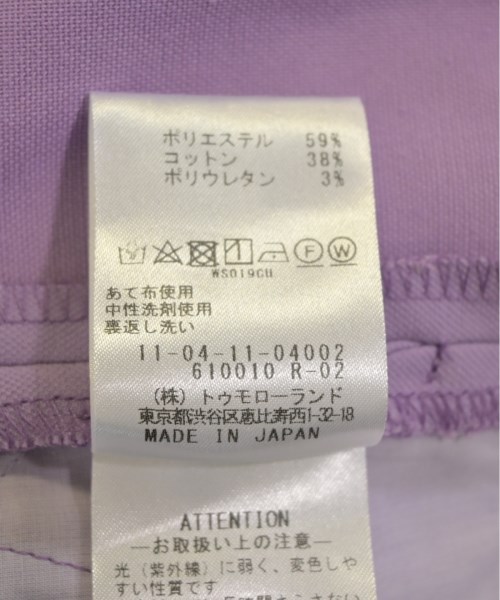 ポリエステル 59%
コットン 38%
ポリウレタン 3%
F W
WS019CU
あて布使用
中性洗剤使用
裏返し洗い
11-04-11-04002
610010 R-02
(株)トゥモローランド
東京都渋谷区恵比寿西1-32-18
MADE IN JAPAN
ATTENTION
―お取扱い上の注意―
光(紫外線)に弱く、変色しや
すい性質です